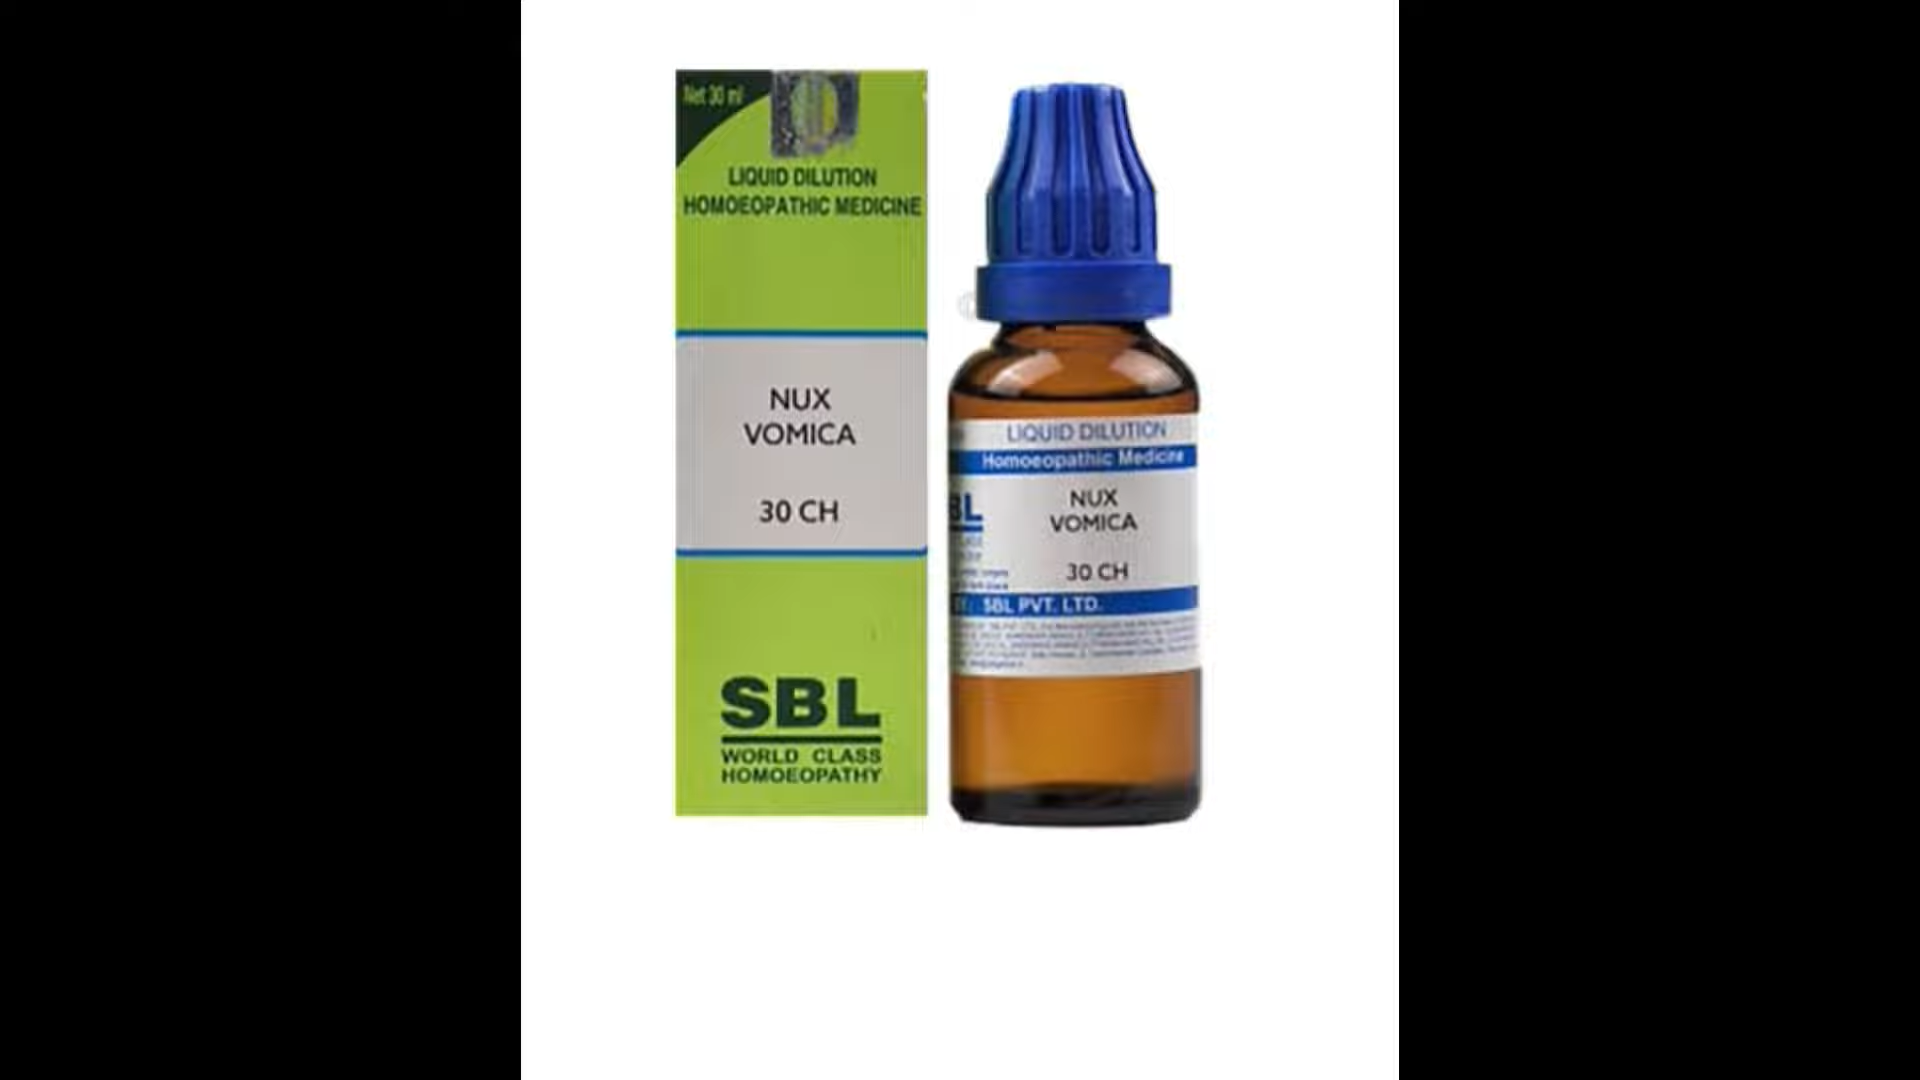 Net 30 ml
LIQUID DILUTION
HOMOEOPATHIC MEDICINE
NUX
VOMICA
30 CH
SBL
WORLD CLASS
HOMOEOPATHY
LIQUID DILUTION
Homoeopathic Medicine
BL
NUX
VOMICA
30 CH
SBL PVT. LTD.